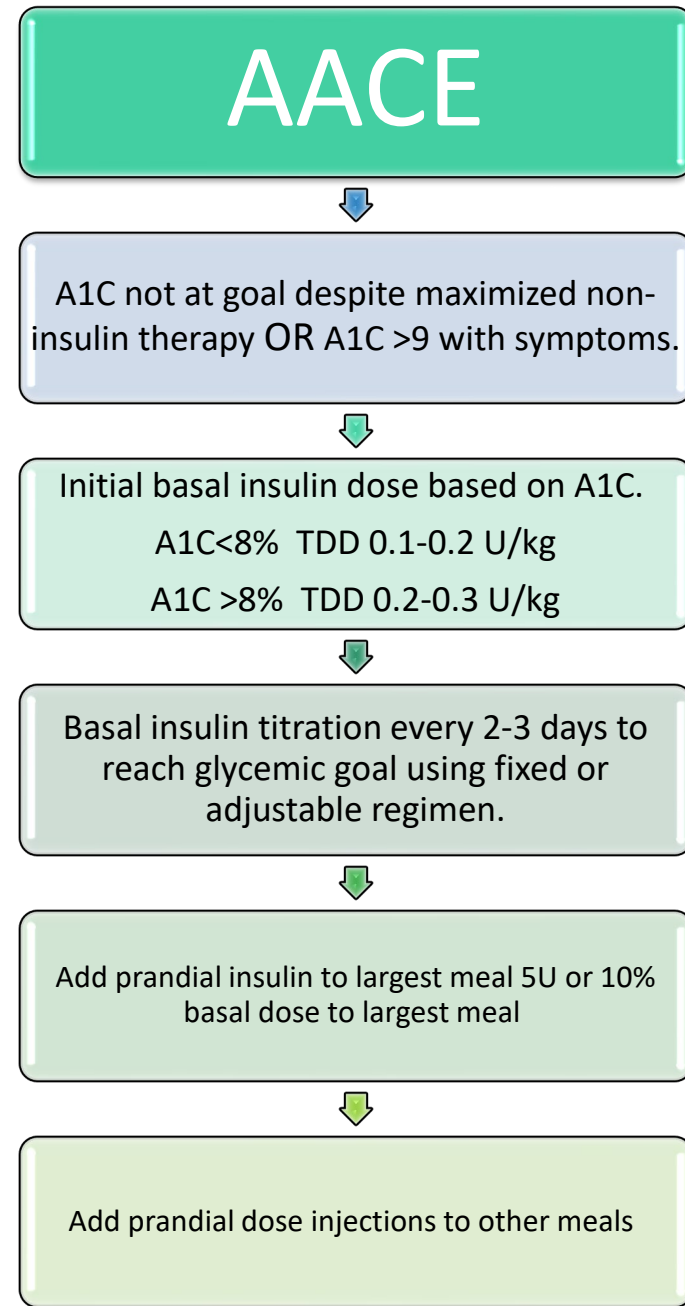 AACE
A1C not at goal despite maximized non-
insulin therapy OR A1C >9 with symptoms.
Initial basal insulin dose based on A1C.
A1C<8%  TDD 0.1-0.2 U/kg
A1C >8%  TDD 0.2-0.3 U/kg
Basal insulin titration every 2-3 days to
reach glycemic goal using fixed or
adjustable regimen.
Add prandial insulin to largest meal 5U or 10%
basal dose to largest meal
Add prandial dose injections to other meals